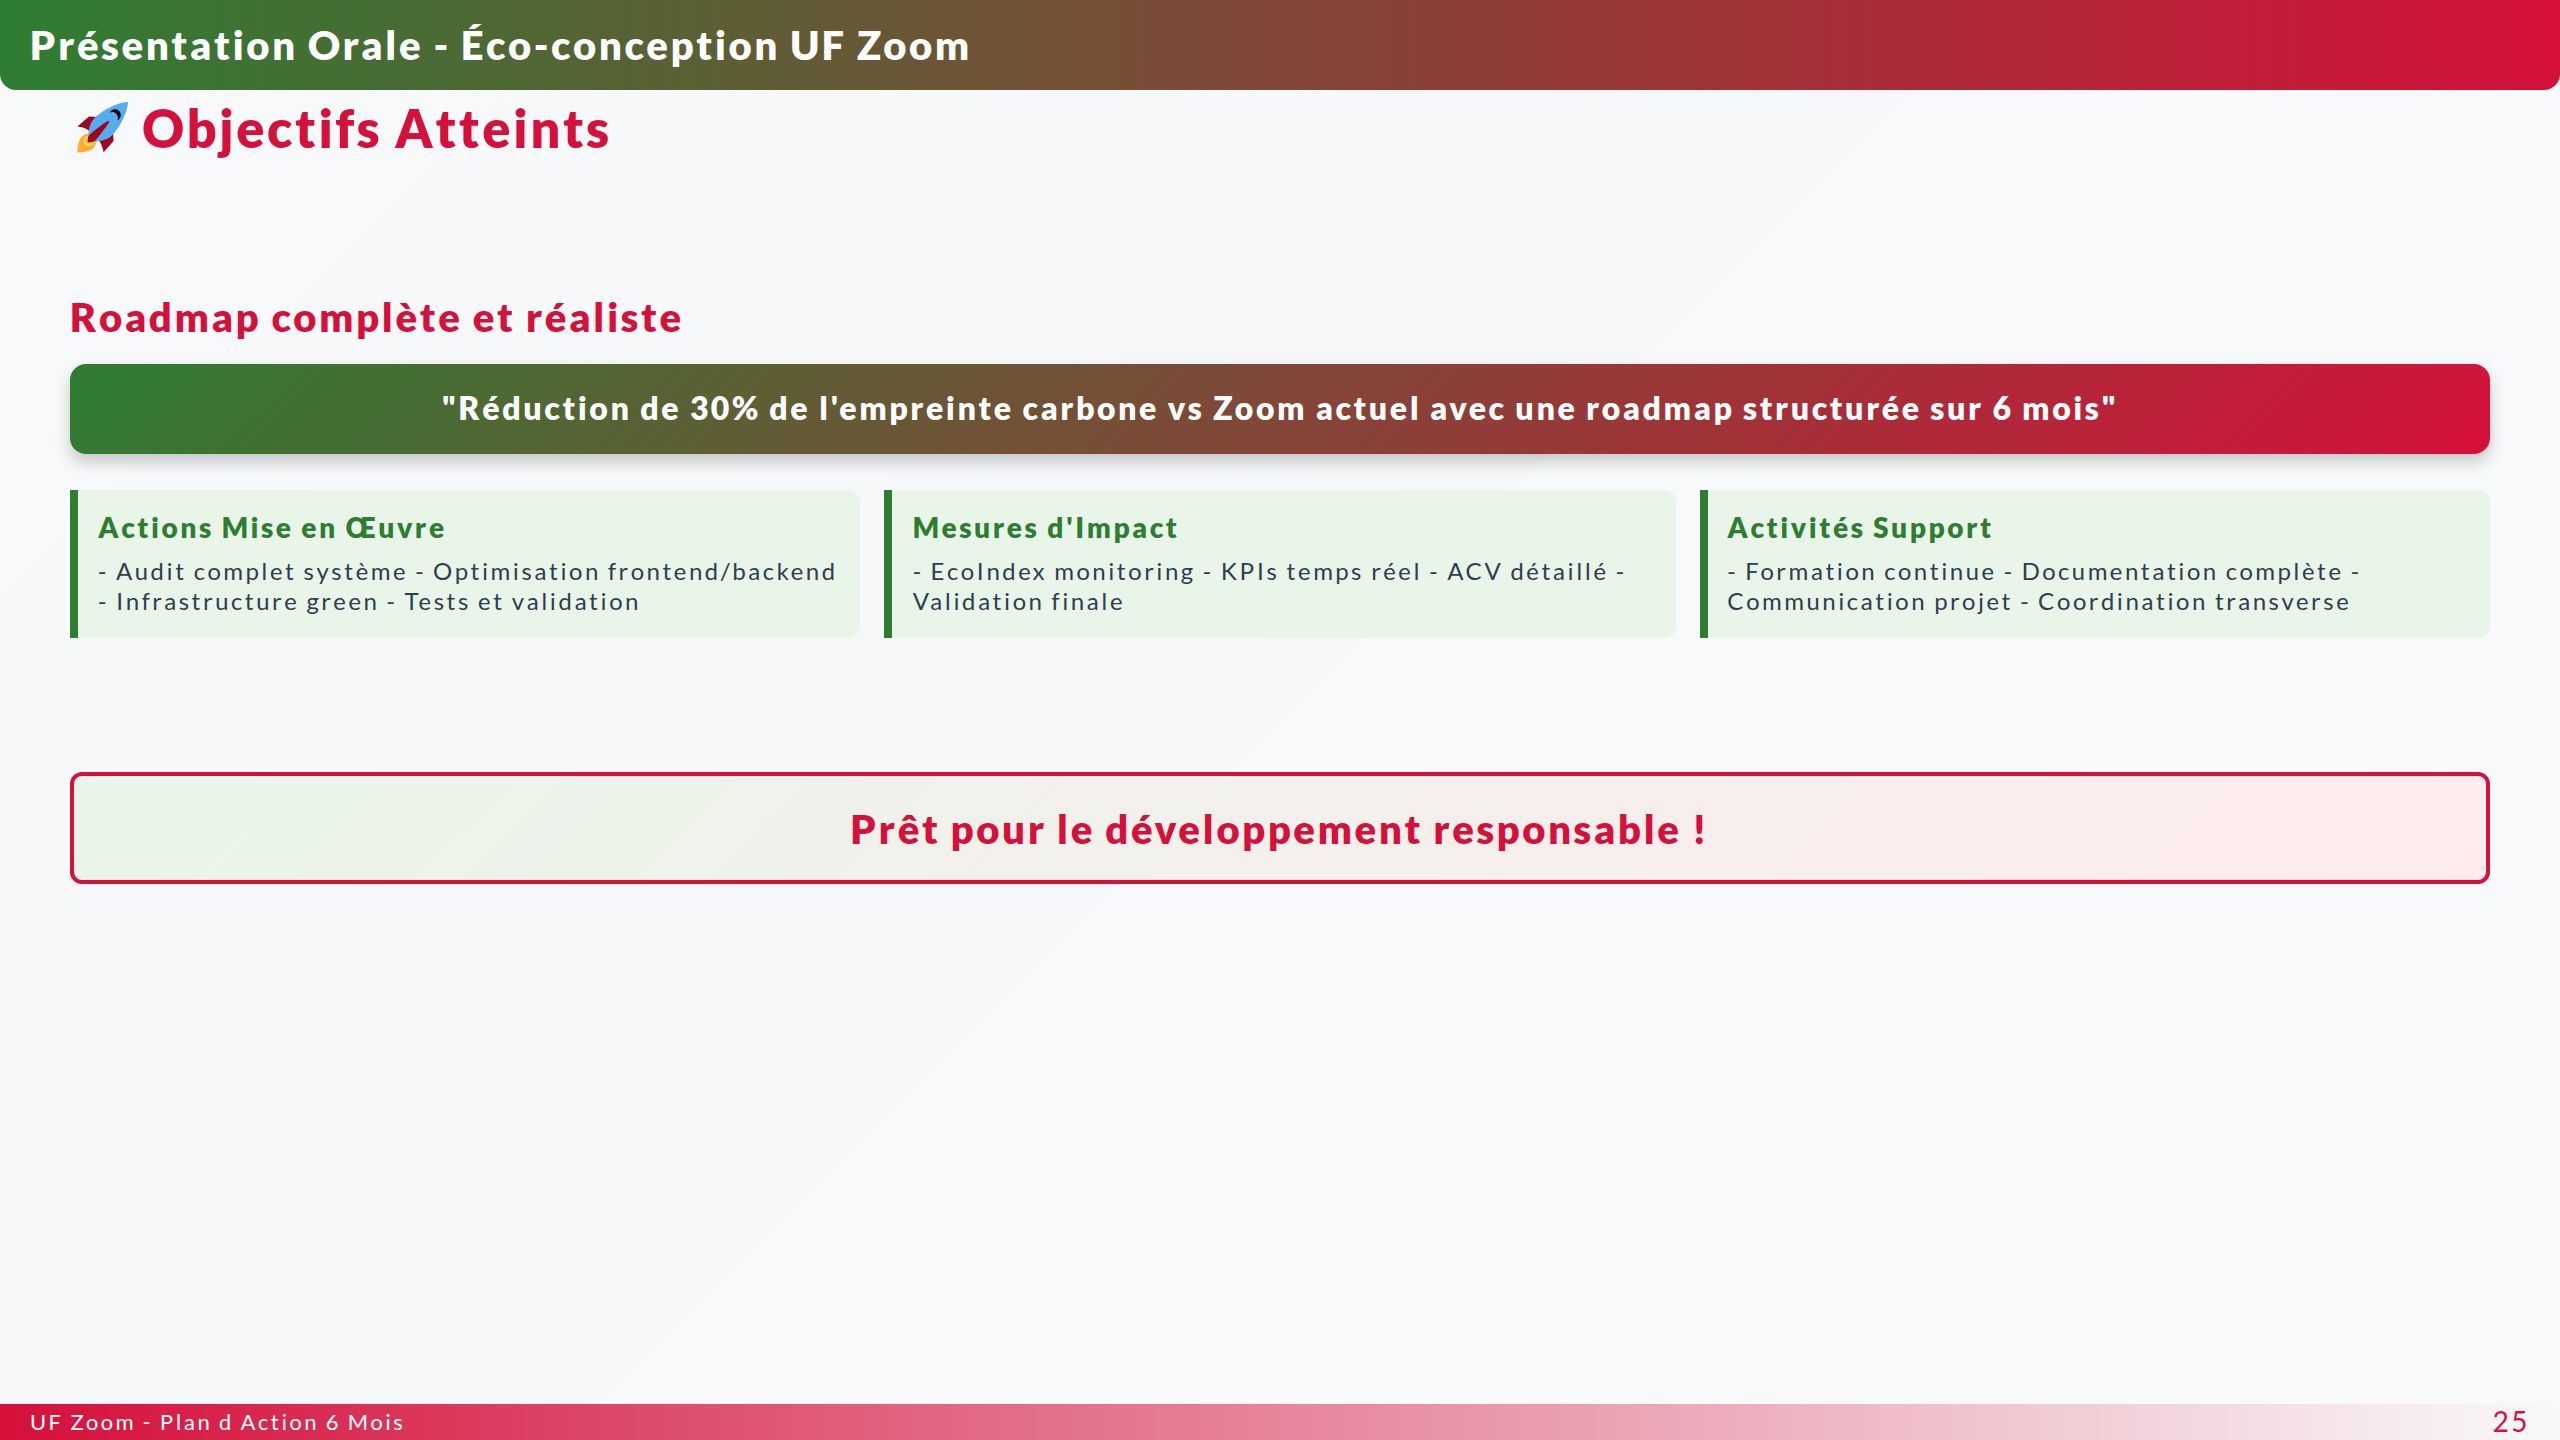 Présentation Orale - Éco-conception UF Zoom
🚀 Objectifs Atteints
Roadmap complète et réaliste
"Réduction de 30% de l'empreinte carbone vs Zoom actuel avec une roadmap structurée sur 6 mois"
Actions Mise en Œuvre
- Audit complet système - Optimisation frontend/backend
- Infrastructure green - Tests et validation
Mesures d'Impact
- EcoIndex monitoring - KPIs temps réel - ACV détaillé -
Validation finale
Activités Support
- Formation continue - Documentation complète -
Communication projet - Coordination transverse
Prêt pour le développement responsable !
UF Zoom - Plan d Action 6 Mois
25